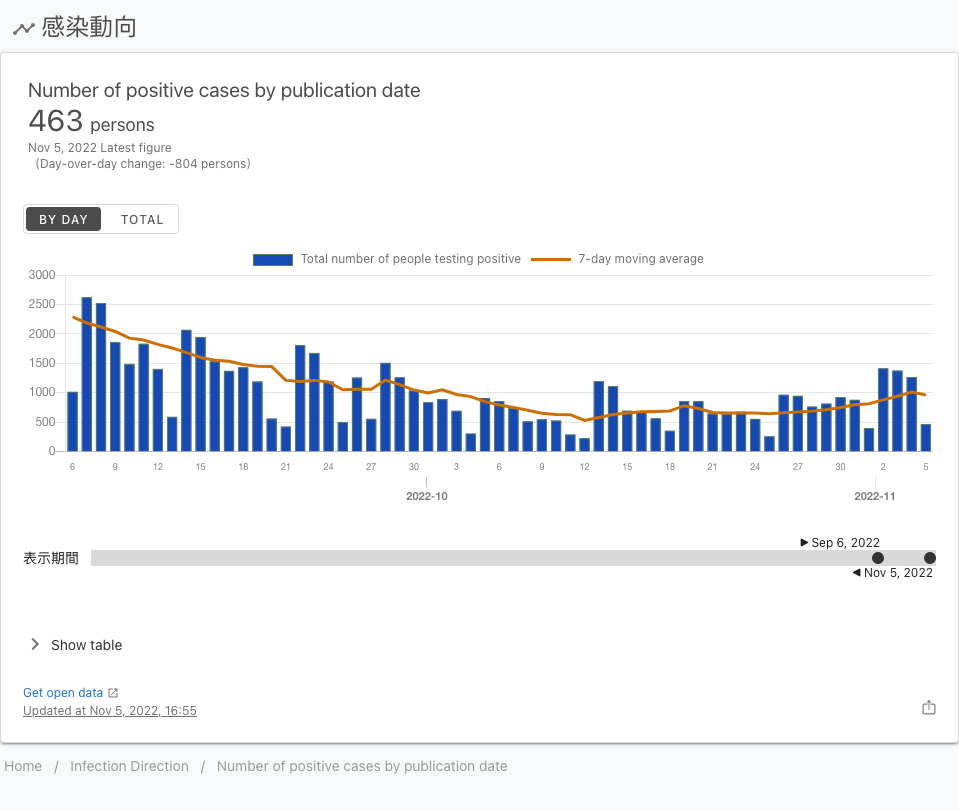 感染動向
Number of positive cases by publication date
463 persons
Nov 5, 2022 Latest figure
(Day-over-day change: -804 persons)
BY DAY TOTAL
Total number of people testing positive 7-day moving average
3000
2500
2000
1500
1000
500
0
6 9 12 15 18 21 24 27 30 3 6 9 12 15 18 21 24 27 30 2 5
2022-10 2022-11
Sep 6, 2022
表示期間
Nov 5, 2022
Show table
Get open data
Updated at Nov 5, 2022, 16:55
Home / Infection Direction / Number of positive cases by publication date